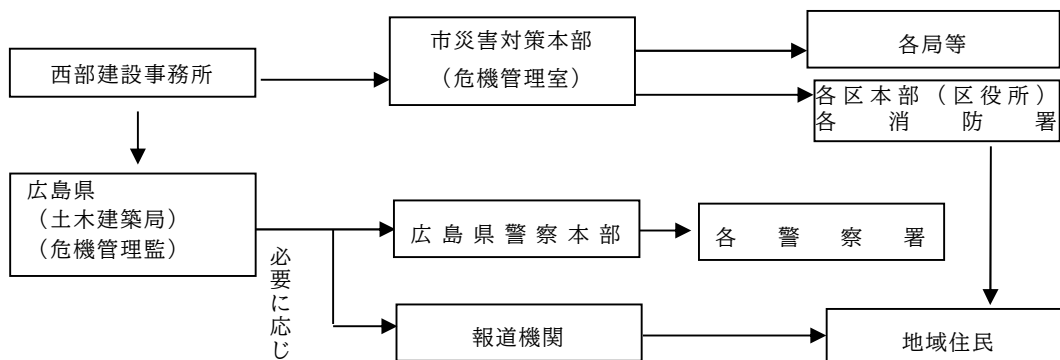 市災害対策本部
（危機管理室）
各局等
西部建設事務所
各区本部（区役所）
各消防署
広島県
（土木建築局）
（危機管理監）
広島県警察本部
各警察署
必要に応じ
報道機関
地域住民